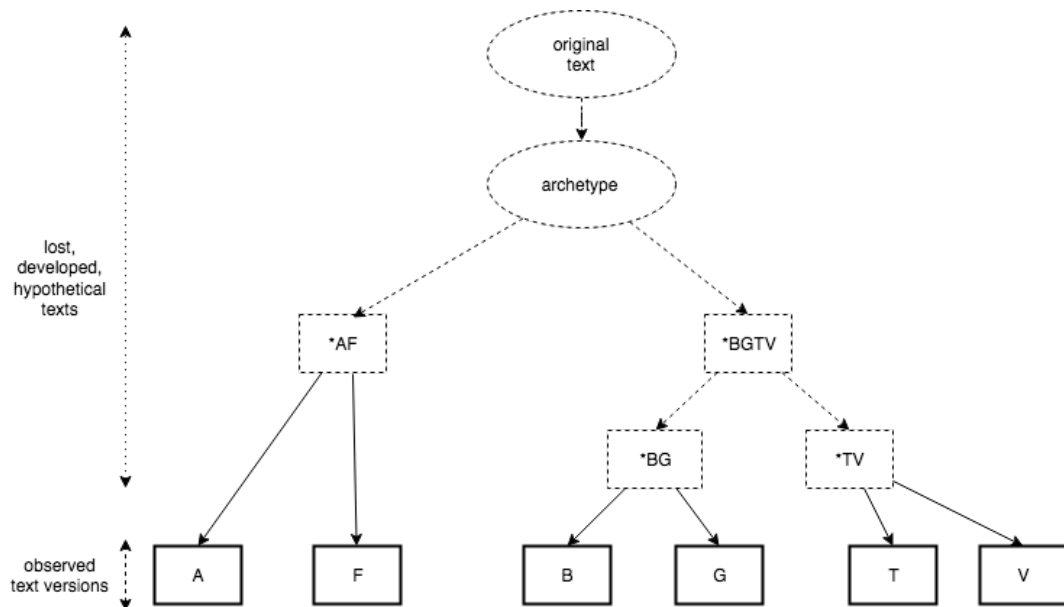 original
text
archetype
lost,
developed,
hypothetical
texts
*AF
*BGTV
*BG
*TV
observed
text versions
A
F
B
G
T
V